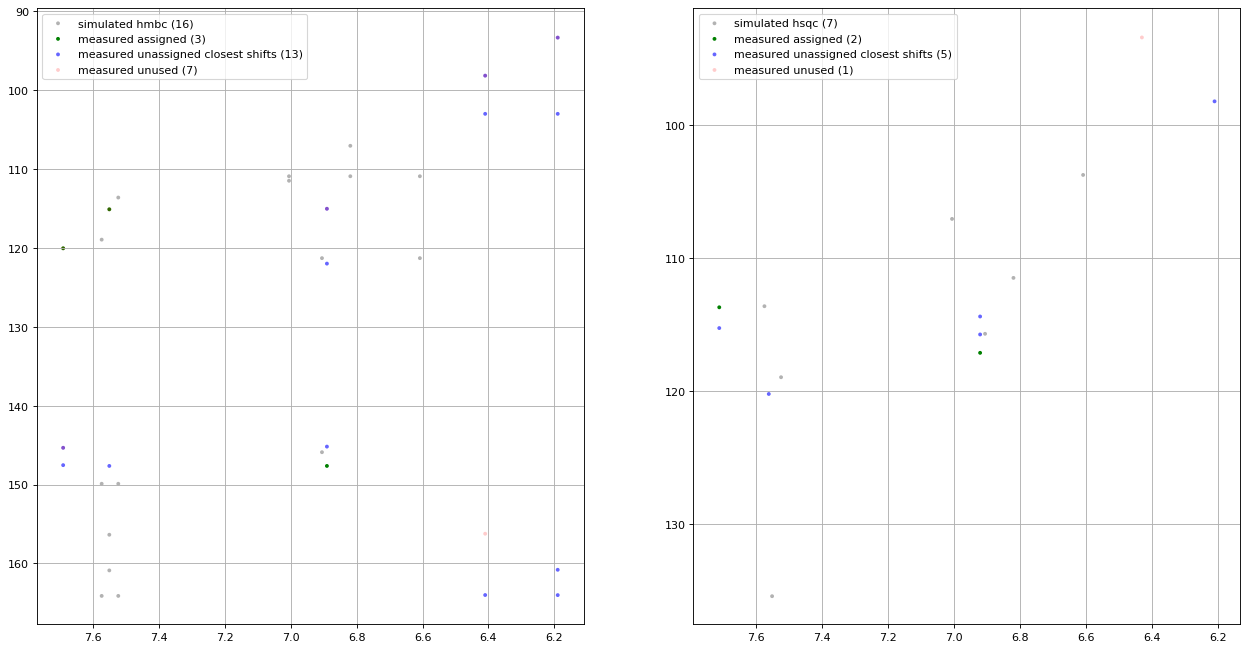 simulated hmbc (16)
measured assigned (3)
measured unassigned closest shifts (13)
measured unused (7)
90
100
110
120
130
140
150
160
7.6 7.4 7.2 7.0 6.8 6.6 6.4 6.2
simulated hsqc (7)
measured assigned (2)
measured unassigned closest shifts (5)
measured unused (1)
100
110
120
130
7.6 7.4 7.2 7.0 6.8 6.6 6.4 6.2